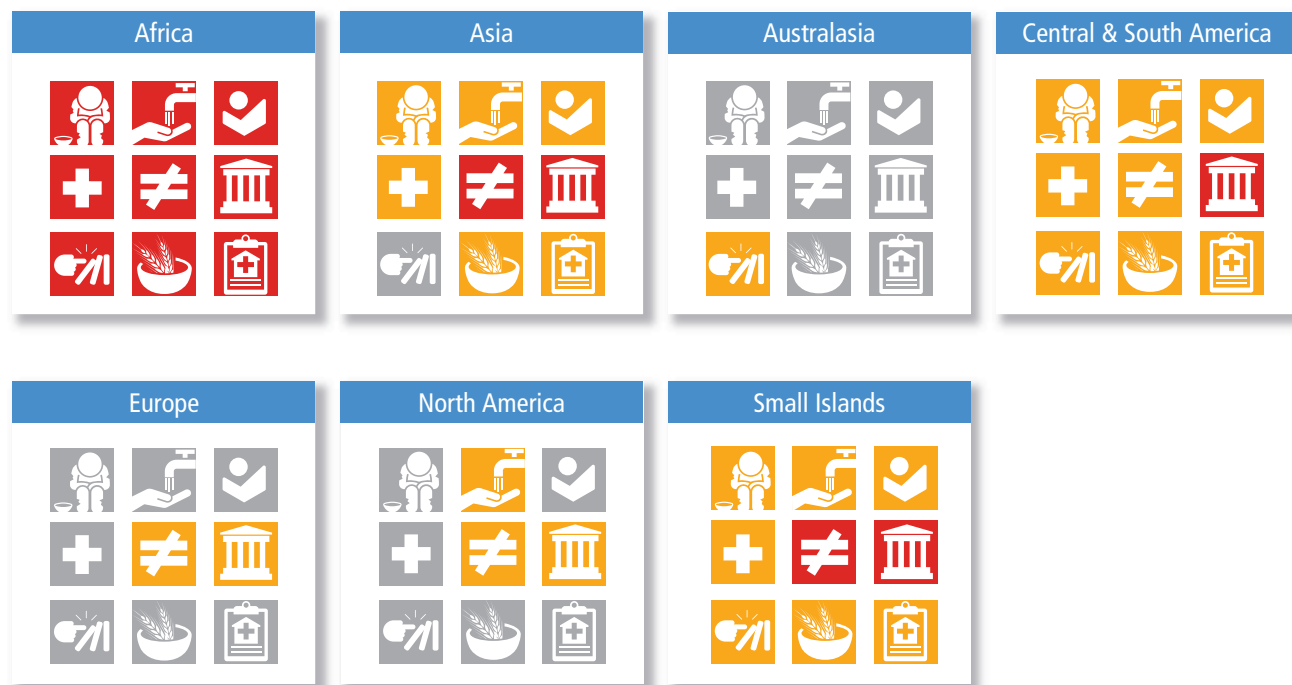 Africa
Asia
Australasia
Central & South America
Europe
North America
Small Islands